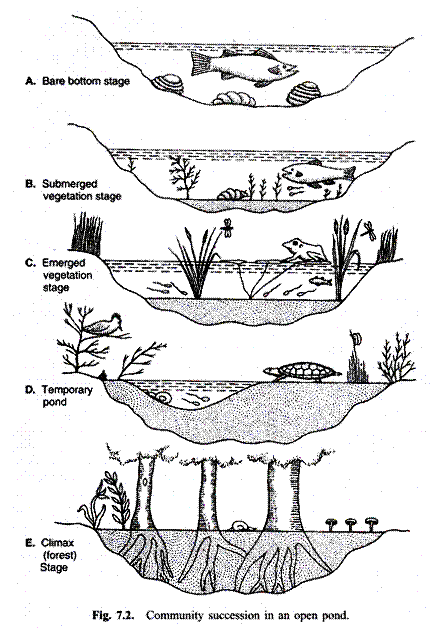 A. Bare bottom stage
B. Submerged
vegetation stage
C. Emerged
vegetation
stage
D. Temporary
pond
E. Climax
(forest)
Stage
Fig. 7.2. Community succession in an open pond.